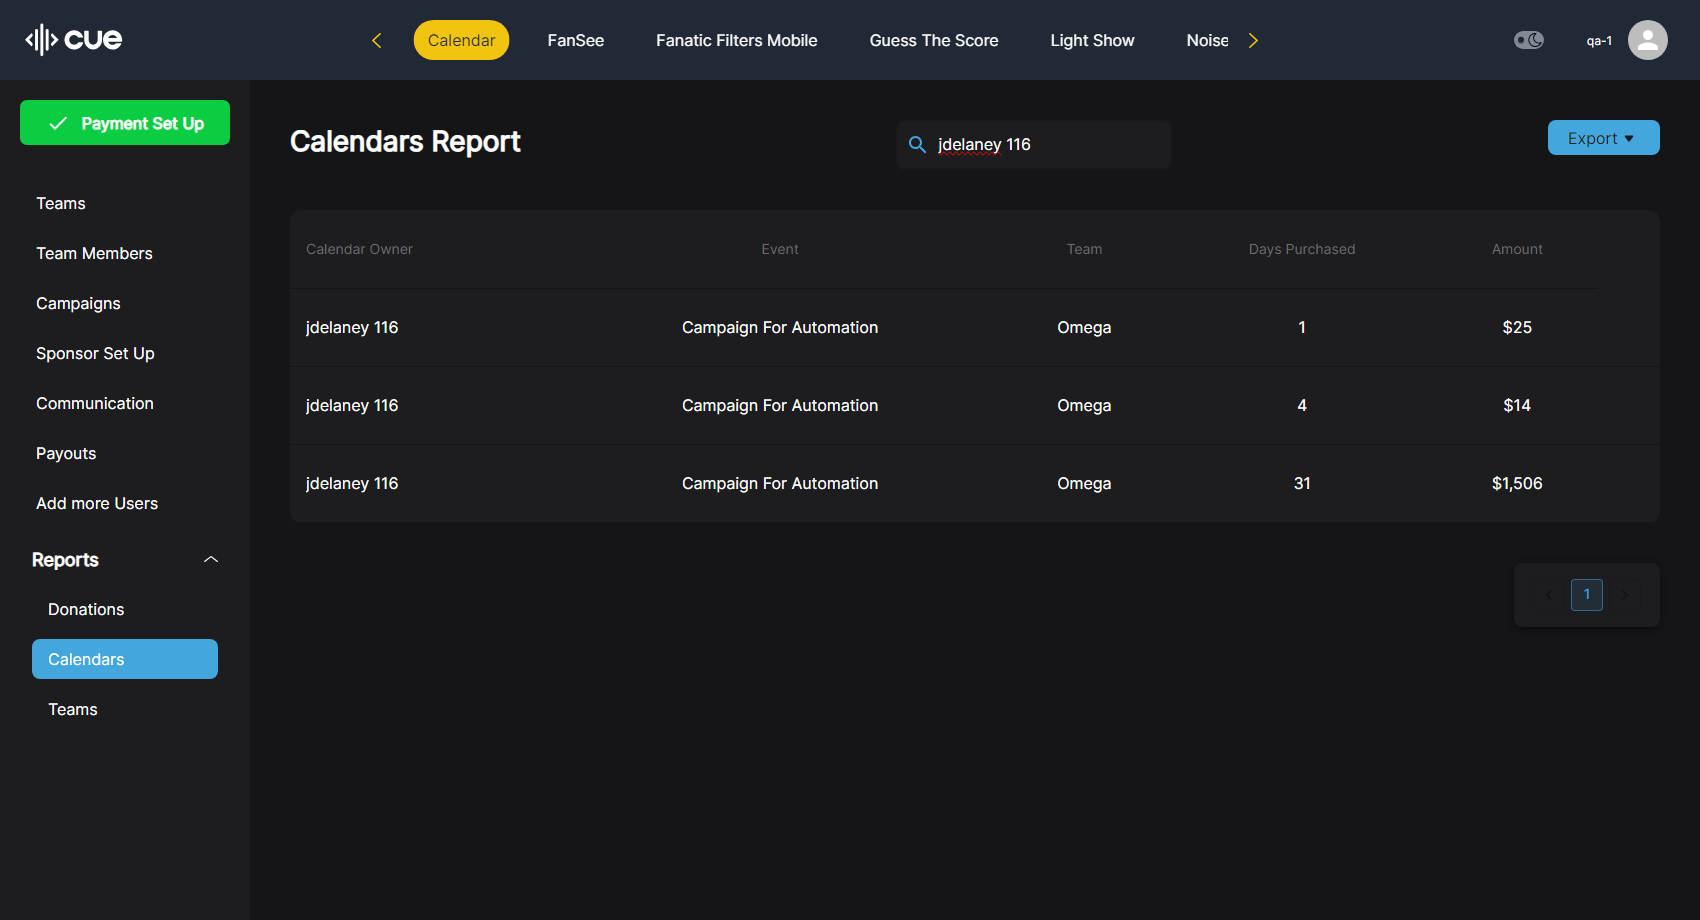 cue
Calendar FanSee Fanatic Filters Mobile Guess The Score Light Show Noise
qa-1
Payment Set Up
Teams
Team Members
Campaigns
Sponsor Set Up
Communication
Payouts
Add more Users
Reports
Donations
Calendars
Teams
Calendars Report
jdelaney 116
Export
Calendar Owner Event Team Days Purchased Amount
jdelaney 116 Campaign For Automation Omega 1 $25
jdelaney 116 Campaign For Automation Omega 4 $14
jdelaney 116 Campaign For Automation Omega 31 $1,506
1